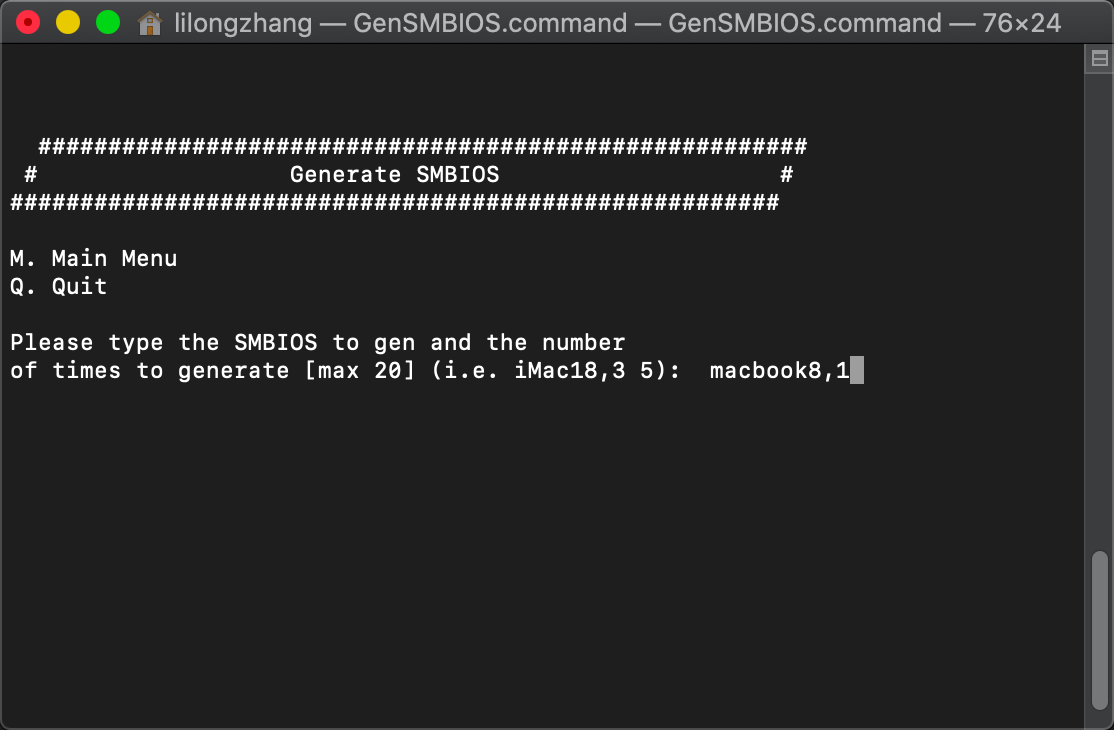 lilongzhang — GenSMBIOS.command — GenSMBIOS.command — 76×24
#######################################################
# Generate SMBIOS #
#######################################################
M. Main Menu
Q. Quit
Please type the SMBIOS to gen and the number
of times to generate [max 20] (i.e. iMac18,3 5): macbook8,1